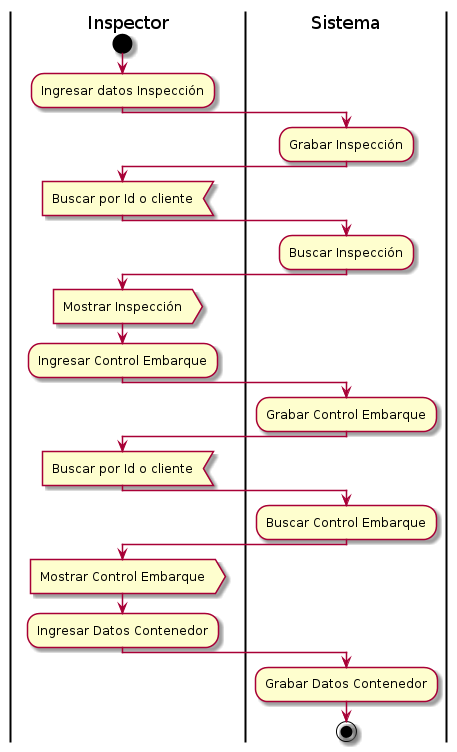 Inspector
Sistema
Ingresar datos Inspección
Grabar Inspección
Buscar por Id o cliente
Buscar Inspección
Mostrar Inspección
Ingresar Control Embarque
Grabar Control Embarque
Buscar por Id o cliente
Buscar Control Embarque
Mostrar Control Embarque
Ingresar Datos Contenedor
Grabar Datos Contenedor